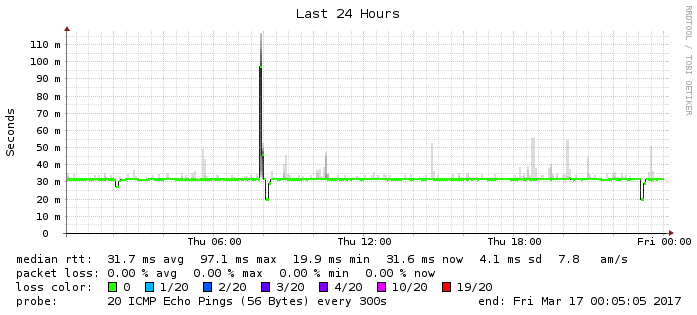 Last 24 Hours
RRDTOOL / TOBI OETIKER
Seconds
110 m
100 m
90 m
80 m
70 m
60 m
50 m
40 m
30 m
20 m
10 m
0
Thu 06:00 Thu 12:00 Thu 18:00 Fri 00:00
median rtt: 31.7 ms avg 97.1 ms max 19.9 ms min 31.6 ms now 4.1 ms sd 7.8 am/s
packet loss: 0.00 % avg 0.00 % max 0.00 % min 0.00 % now
loss color: 0 1/20 2/20 3/20 4/20 10/20 19/20
probe: 20 ICMP Echo Pings (56 Bytes) every 300s end: Fri Mar 17 00:05:05 2017